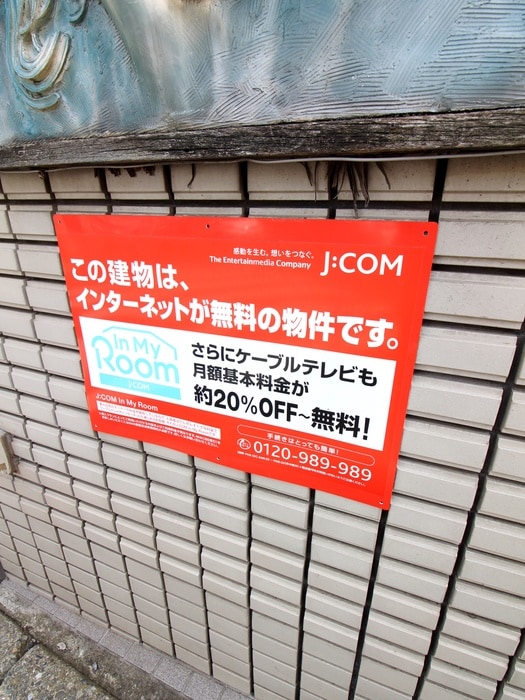 感動を生む。想いをつなぐ。
The Entertainmedia Company
J:COM
この建物は、
インターネットが無料の物件です。
In My
Room
J:COM
さらにケーブルテレビも
月額基本料金が
約20%OFF~無料!
J:COM In My Room
手続きはとっても簡単!
0120-989-989